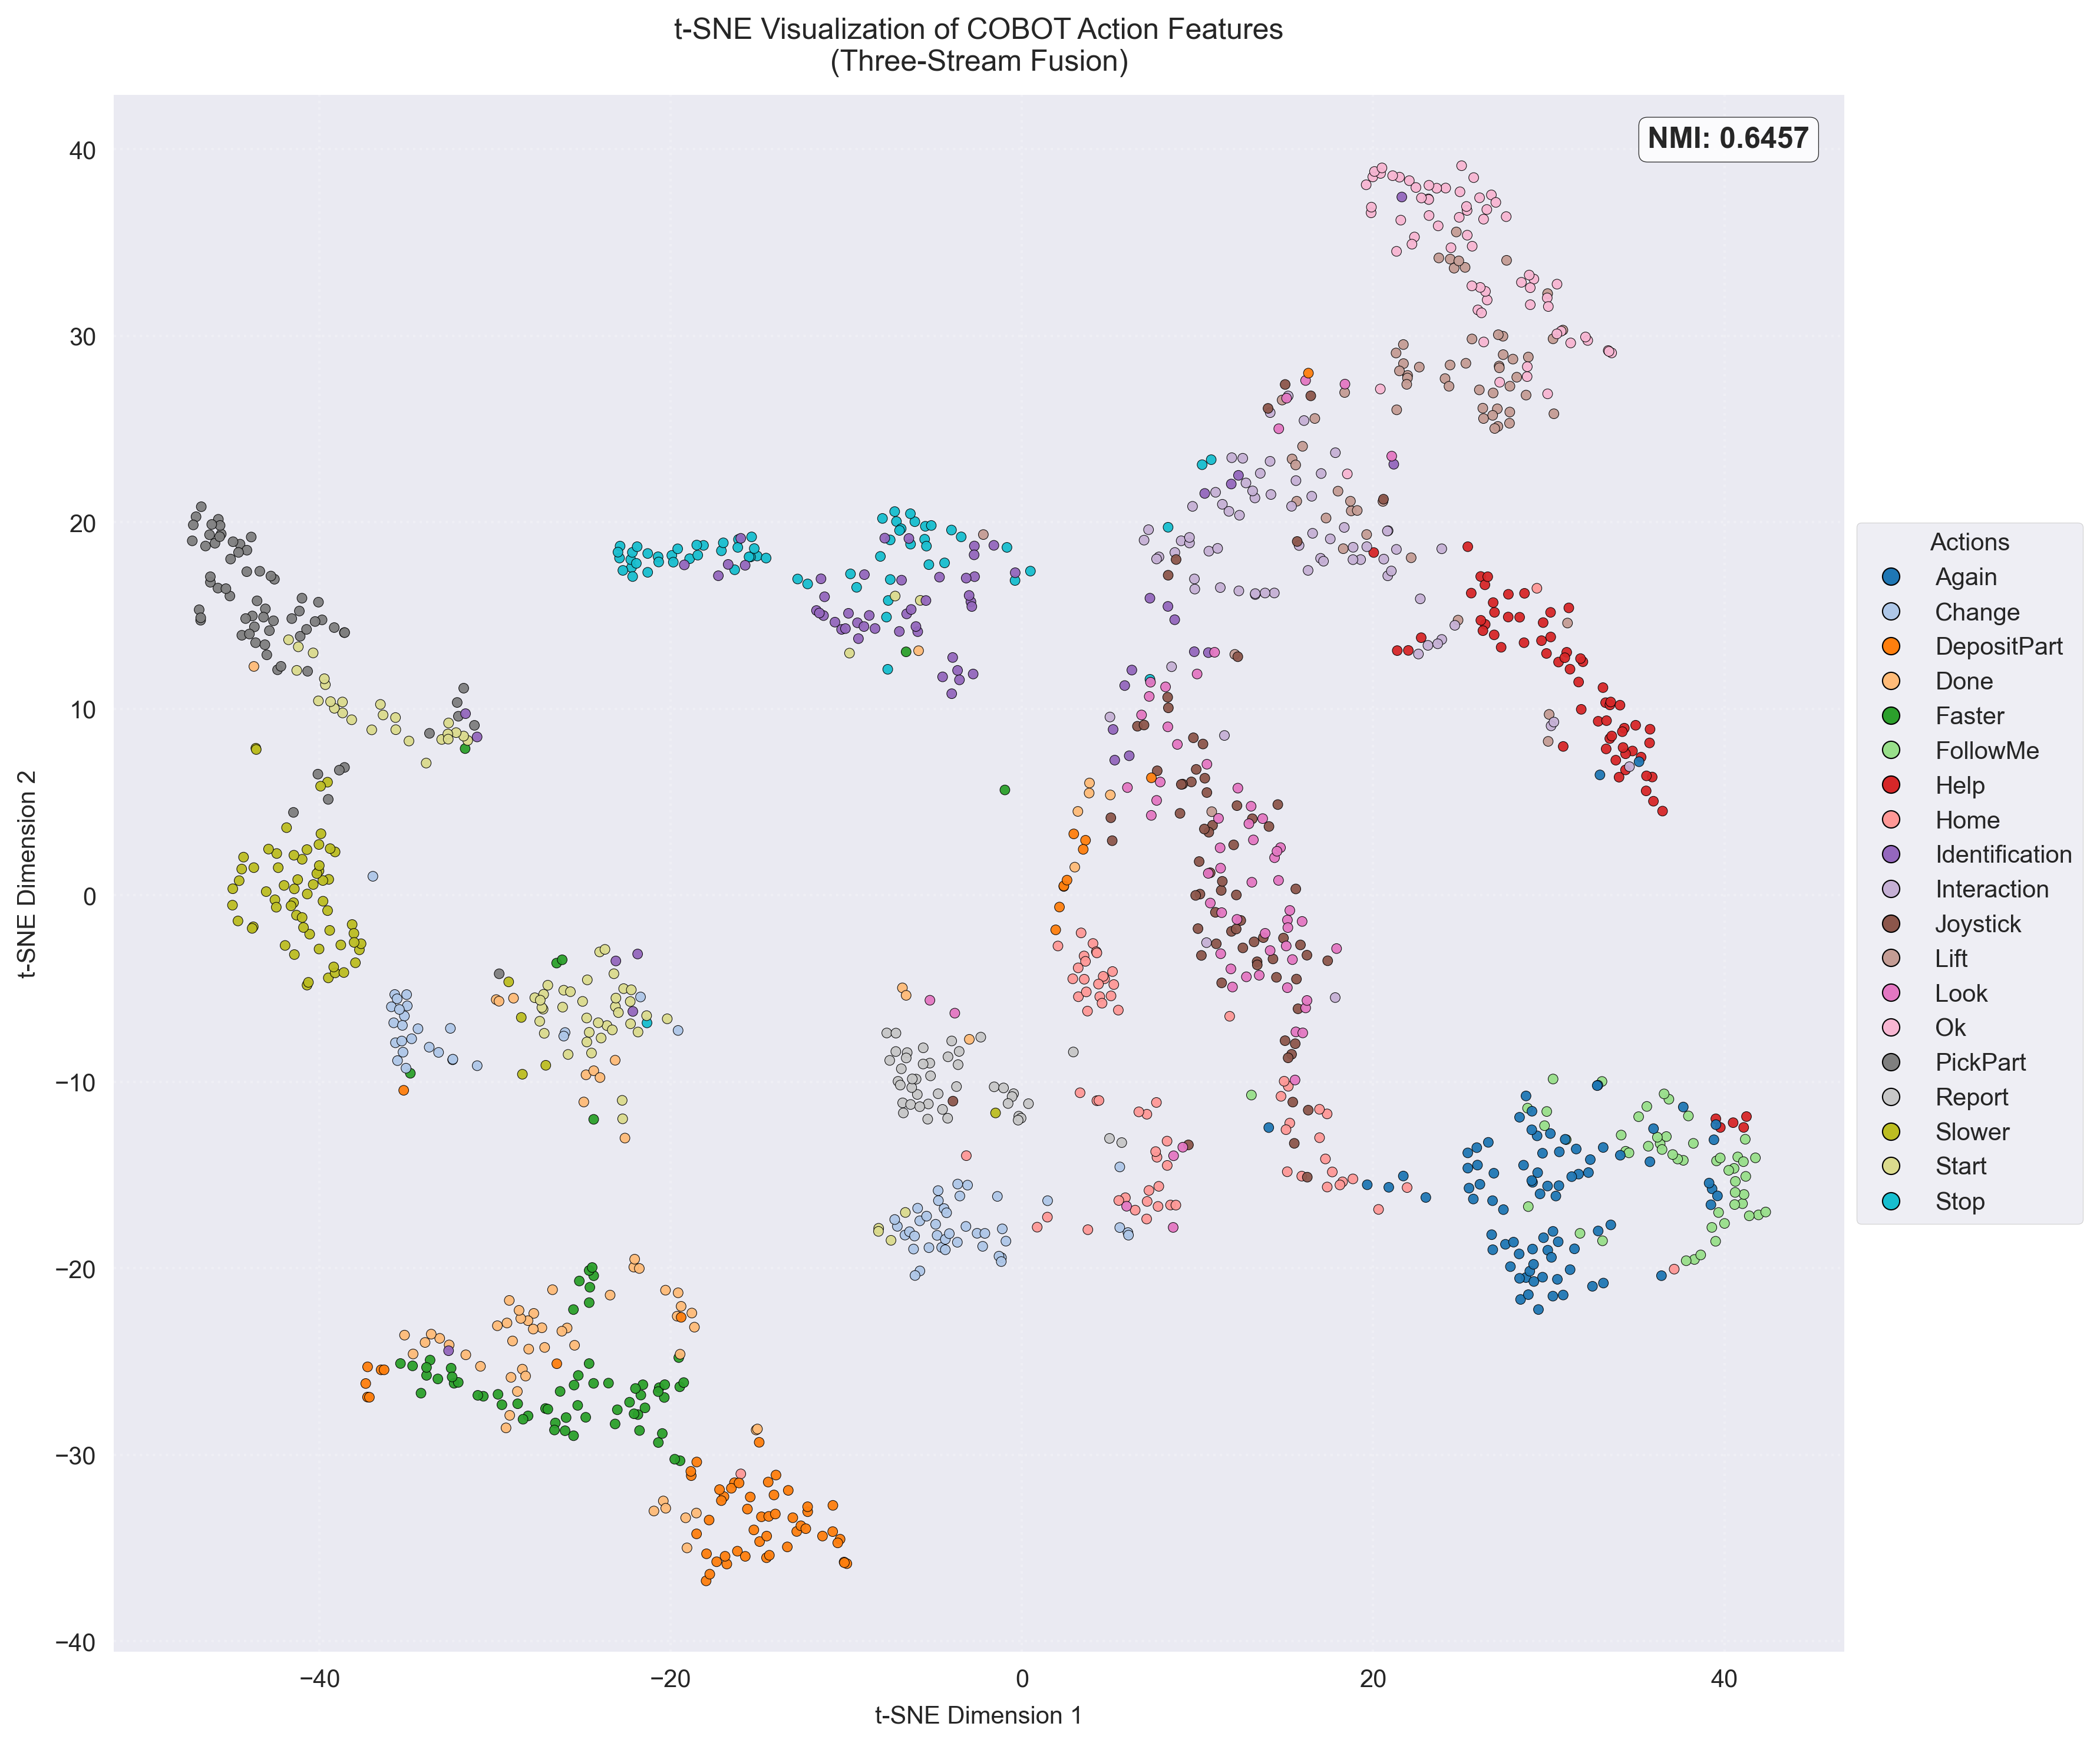 t-SNE Visualization of COBOT Action Features
(Three-Stream Fusion)
NMI: 0.6457
40
30
20
10
0
−10
−20
−30
−40
t-SNE Dimension 2
−40
−20
0
20
40
t-SNE Dimension 1
Actions
Again
Change
DepositPart
Done
Faster
FollowMe
Help
Home
Identification
Interaction
Joystick
Lift
Look
Ok
PickPart
Report
Slower
Start
Stop